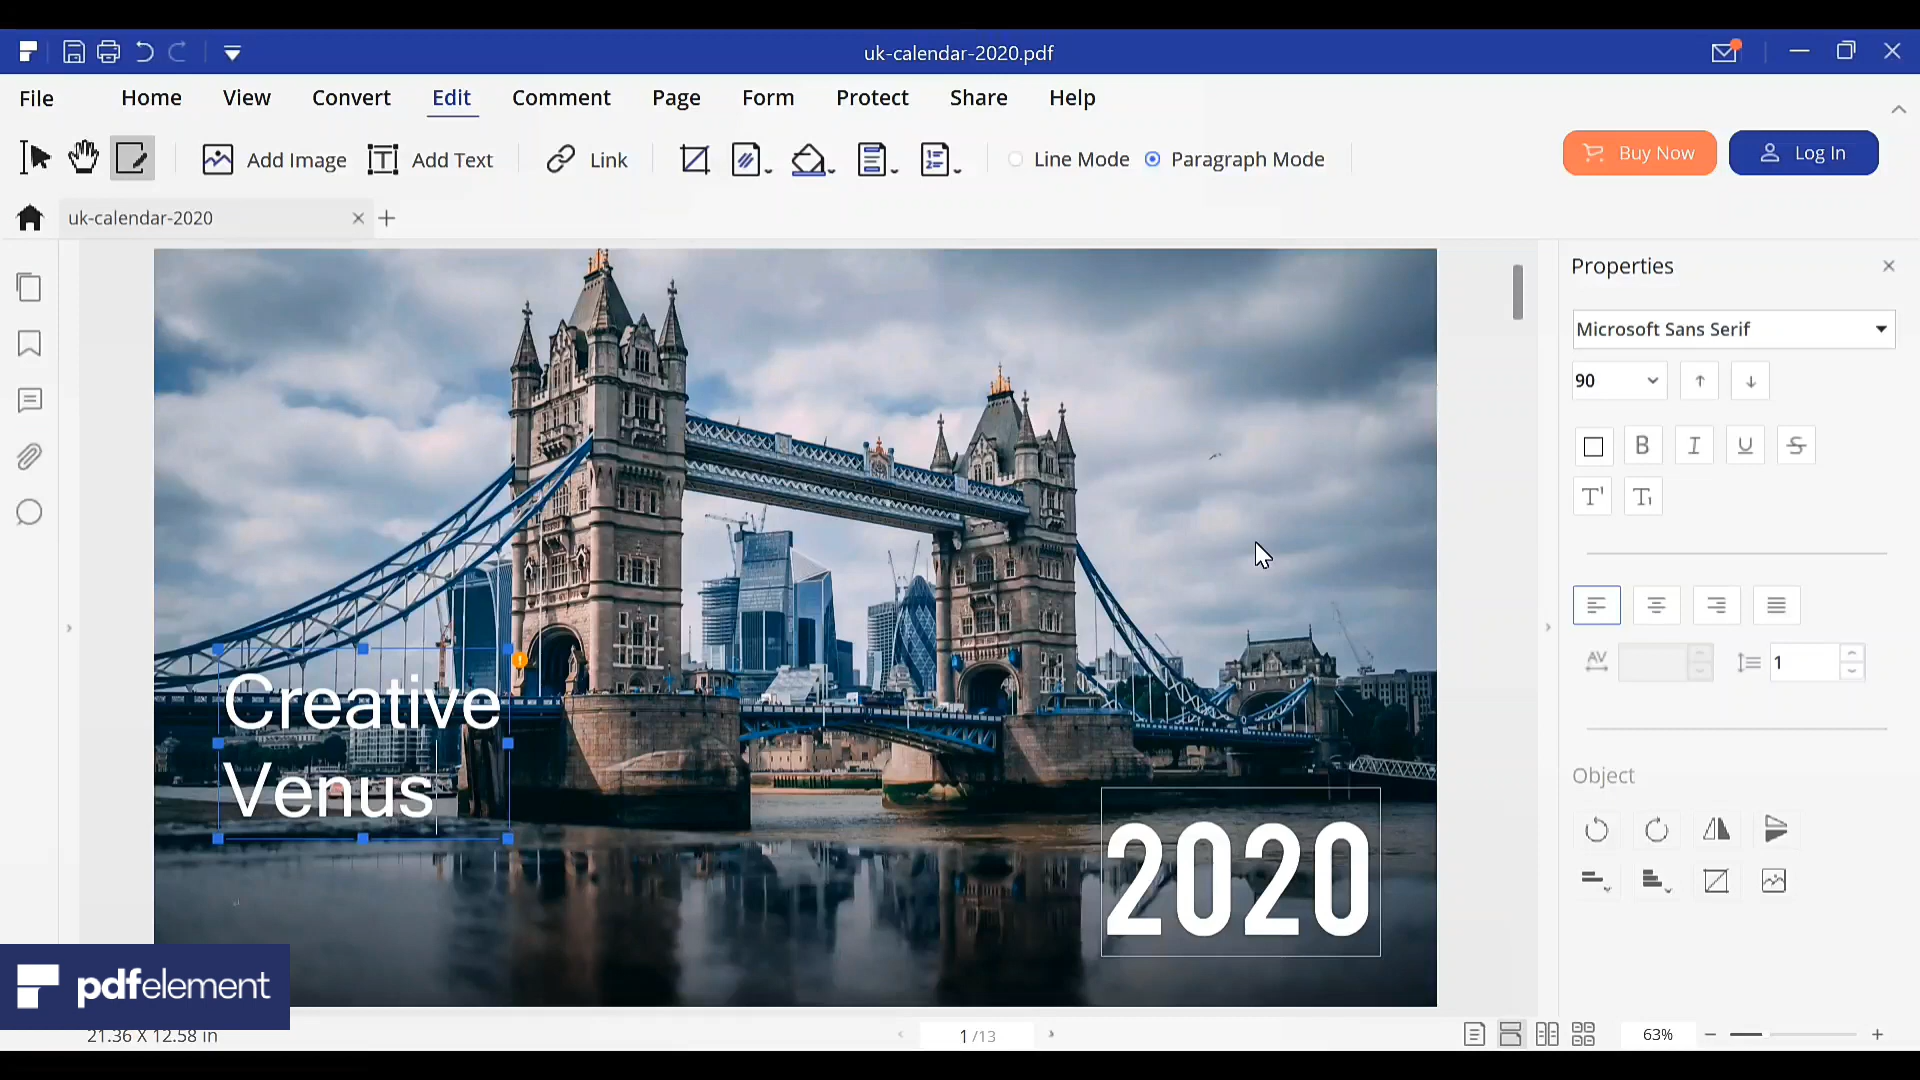 uk-calendar-2020.pdf
File
Home
View
Convert
Edit
Comment
Page
Form
Protect
Share
Help
Add Image
Add Text
Link
Line Mode
Paragraph Mode
Buy Now
Log In
uk-calendar-2020
Properties
Microsoft Sans Serif
90
B
I
U
S
T'
T₁
AV
1
Object
Creative
Venus
2020
pdfelement
21.36 X 12.58 in
1 /13
63%